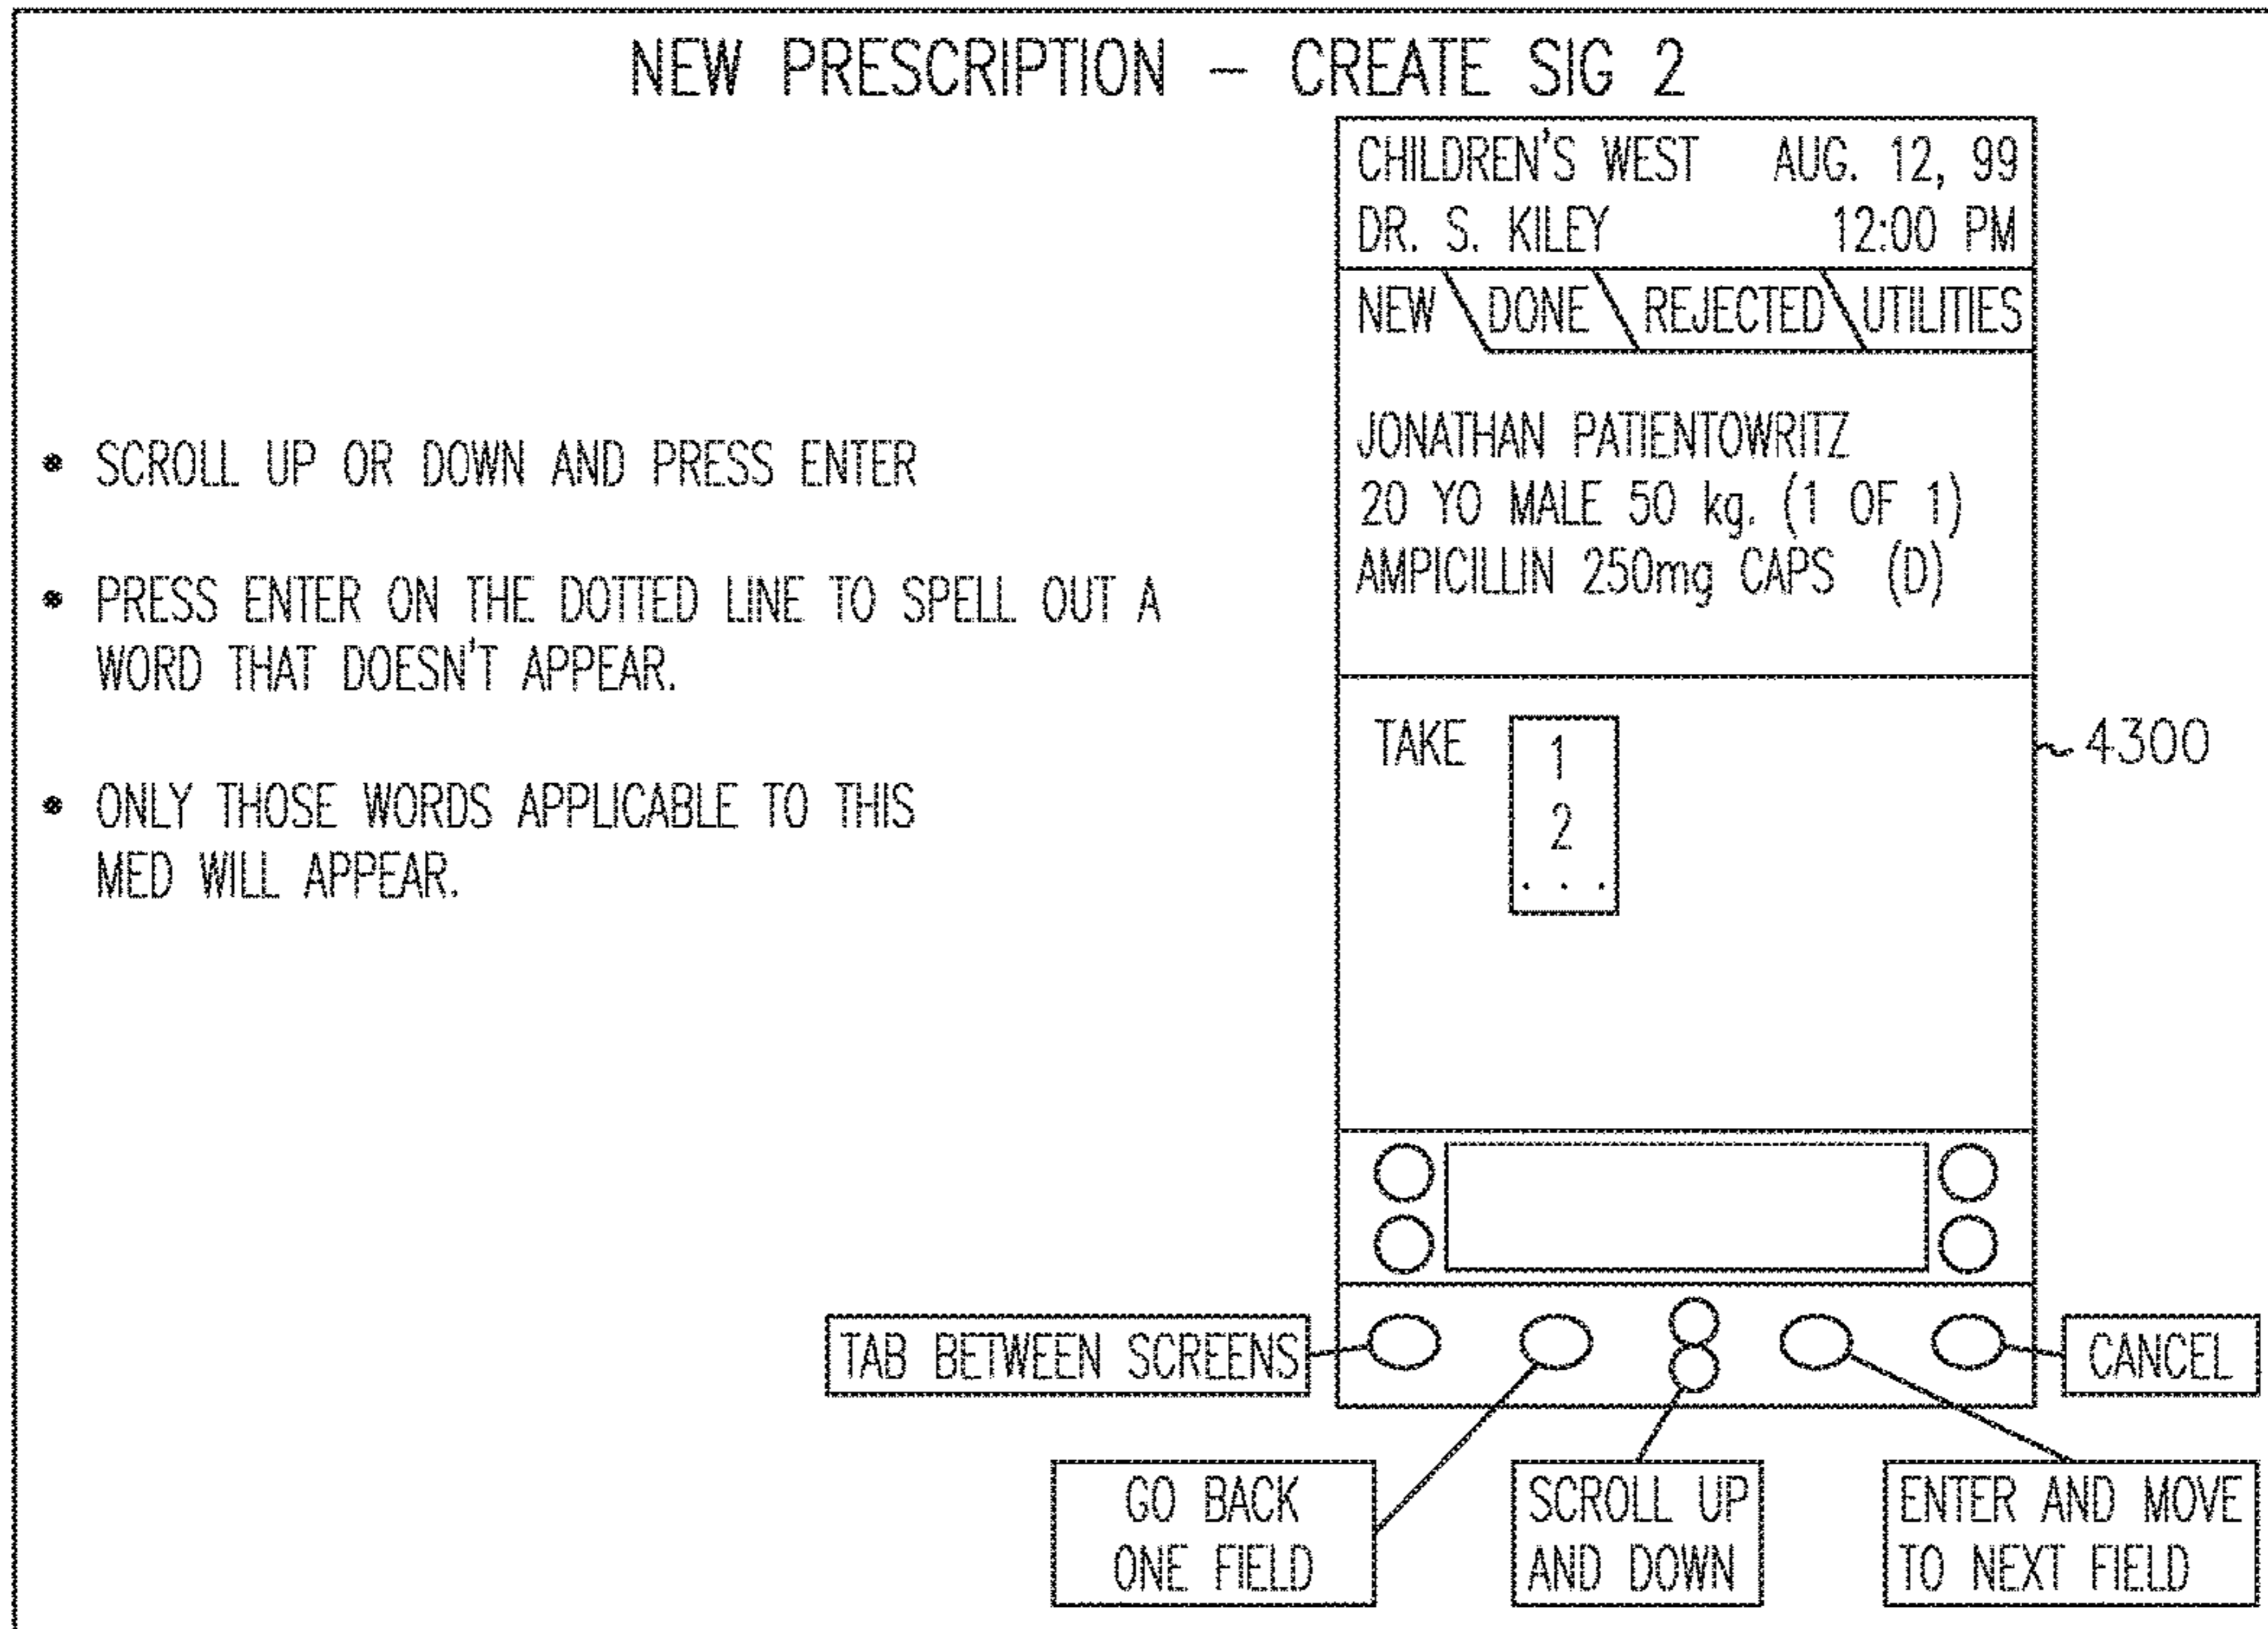 NEW PRESCRIPTION – CREATE SIG 2
• SCROLL UP OR DOWN AND PRESS ENTER
• PRESS ENTER ON THE DOTTED LINE TO SPELL OUT A
WORD THAT DOESN'T APPEAR.
• ONLY THOSE WORDS APPLICABLE TO THIS
MED WILL APPEAR.
CHILDREN'S WEST AUG. 12, 99
DR. S. KILEY 12:00 PM
NEW DONE REJECTED UTILITIES
JONATHAN PATIENTOWRITZ
20 YO MALE 50 kg. (1 OF 1)
AMPICILLIN 250mg CAPS (D)
TAKE 1
2
. . .
4300
TAB BETWEEN SCREENS
CANCEL
GO BACK
ONE FIELD
SCROLL UP
AND DOWN
ENTER AND MOVE
TO NEXT FIELD